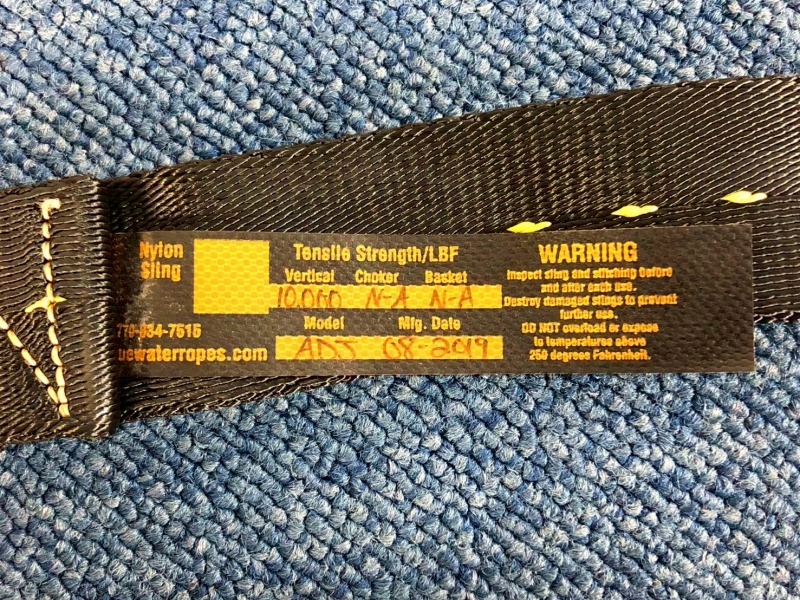 Nylon
Sling
Tensile Strength/LBF
Vertical Choker Basket
10,000 N-A N-A
Model Mfg. Date
ADJ 08-2019
770-934-7515
bcwaterropes.com
WARNING
Inspect sling and stitching before
and after each use.
Destroy damaged slings to prevent
further use.
DO NOT overload or expose
to temperatures above
250 degrees Fahrenheit.